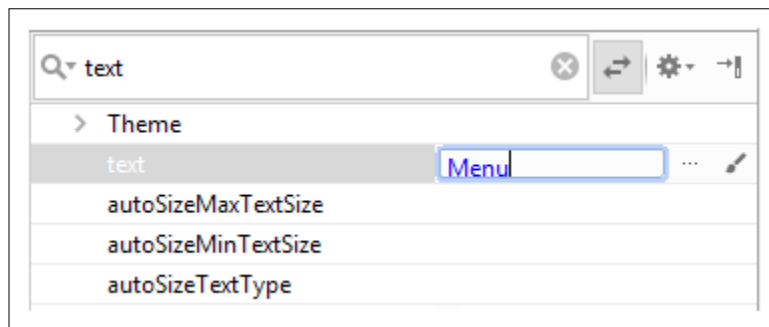 text
Theme
text Menu ...
autoSizeMaxTextSize
autoSizeMinTextSize
autoSizeTextType